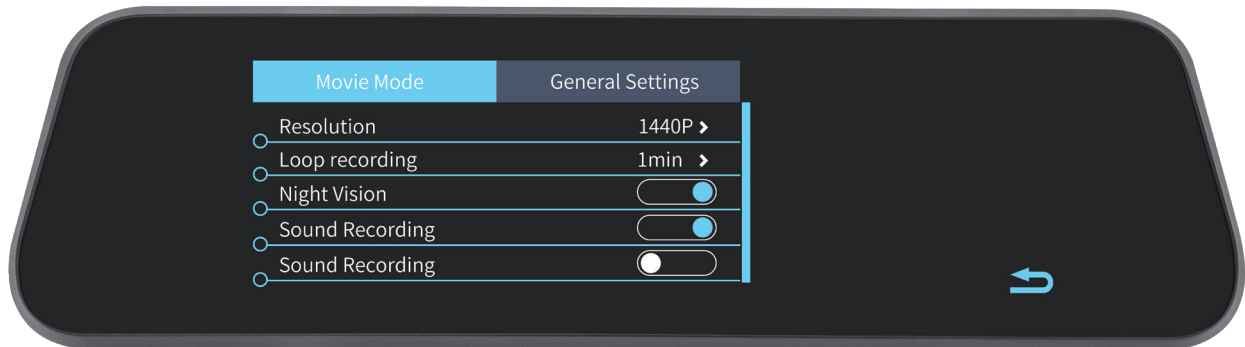 Movie Mode General Settings
Resolution 1440P >
Loop recording 1min >
Night Vision
Sound Recording
Sound Recording